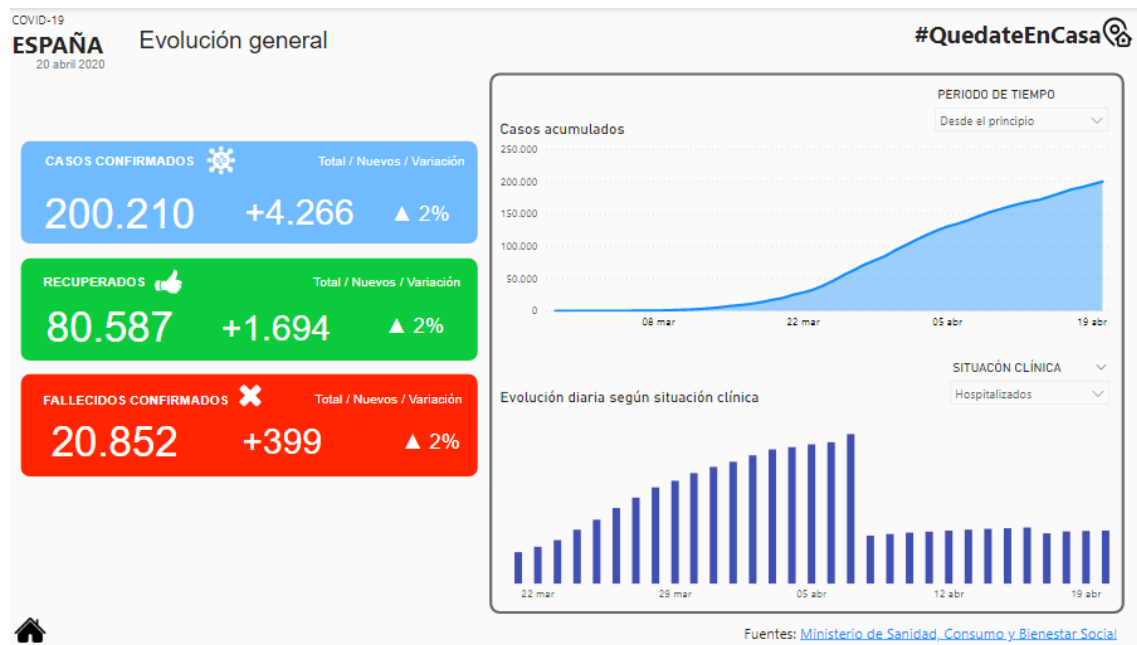 COVID-19
ESPAÑA
20 abril 2020
Evolución general
#QuedateEnCasa
CASOS CONFIRMADOS
Total / Nuevos / Variación
200.210 +4.266 ▲ 2%
RECUPERADOS
Total / Nuevos / Variación
80.587 +1.694 ▲ 2%
FALLECIDOS CONFIRMADOS
Total / Nuevos / Variación
20.852 +399 ▲ 2%
PERIODO DE TIEMPO
Desde el principio
Casos acumulados
250.000
200.000
150.000
100.000
50.000
0
08 mar 22 mar 05 abr 19 abr
SITUACÓN CLÍNICA
Hospitalizados
Evolución diaria según situación clínica
22 mar 29 mar 05 abr 12 abr 19 abr
Fuentes: Ministerio de Sanidad, Consumo y Bienestar Social